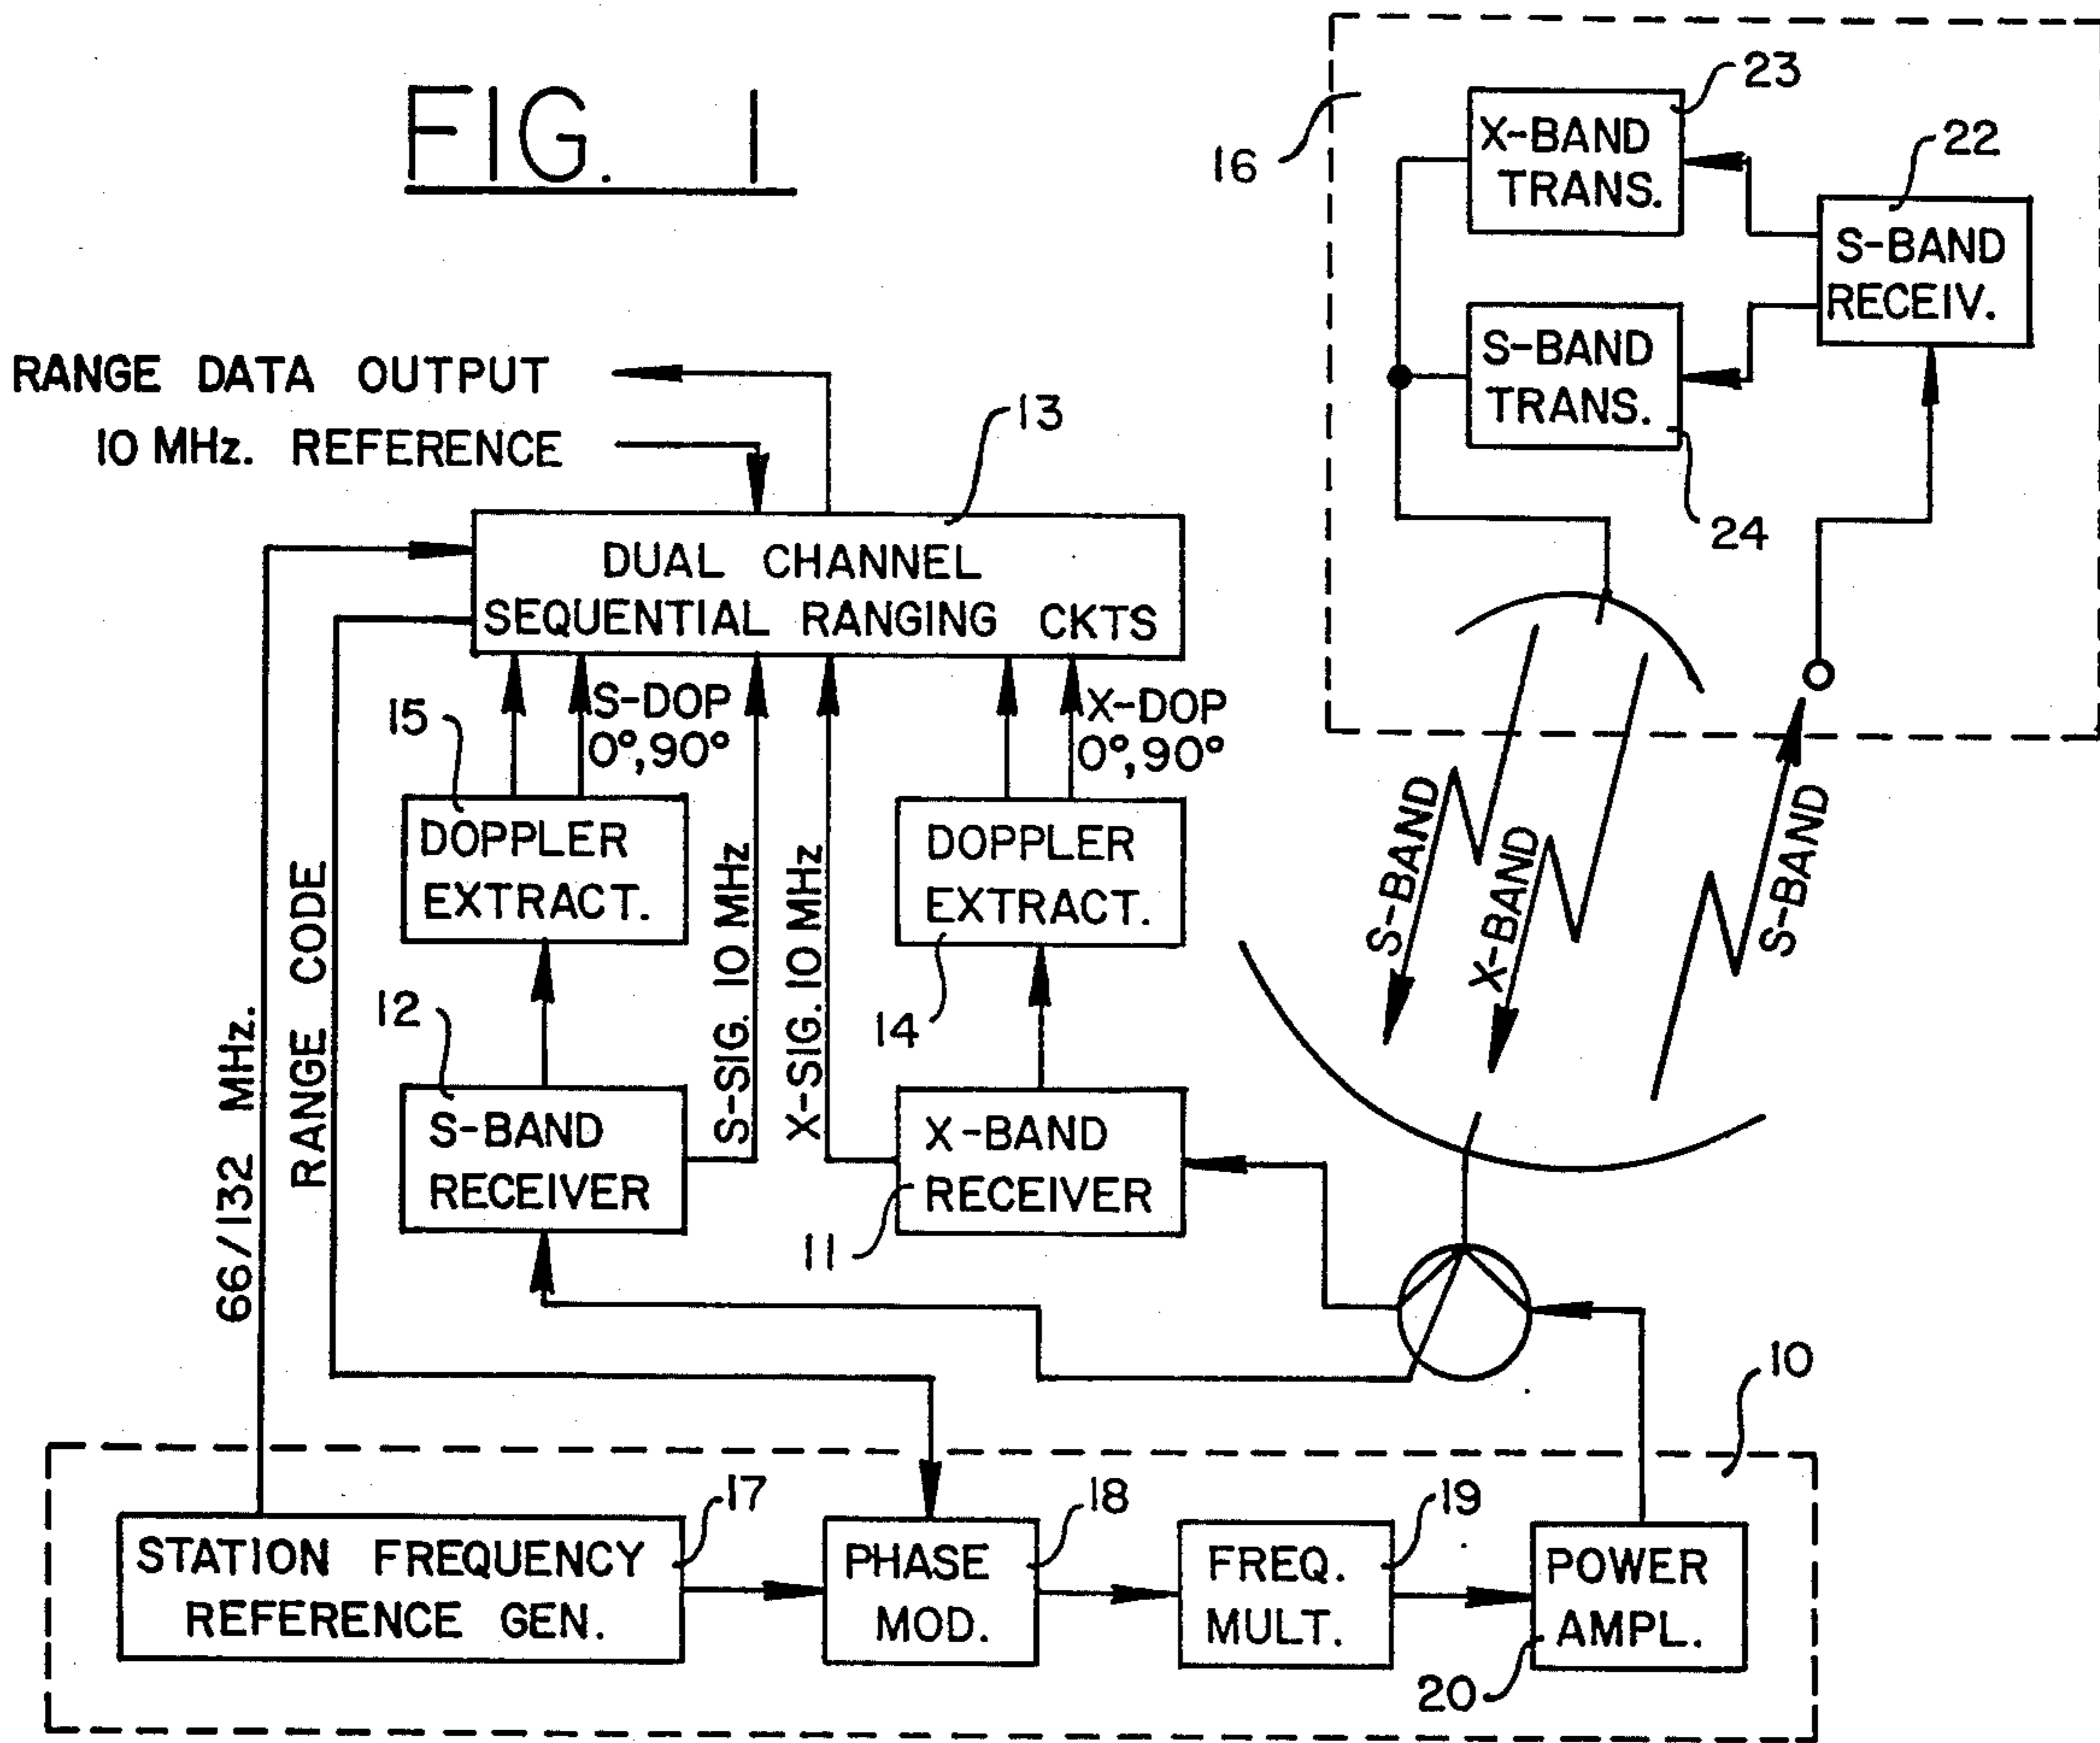 FIG. 1
23
X-BAND
TRANS.
16
22
S-BAND
RECEIV.
S-BAND
TRANS.
24
RANGE DATA OUTPUT
10 MHz. REFERENCE
13
DUAL CHANNEL
SEQUENTIAL RANGING CKTS
S-DOP
0°,90°
X-DOP
0°,90°
15
DOPPLER
EXTRACT.
DOPPLER
EXTRACT.
14
S-SIG. 10 MHz
X-SIG. 10 MHz
66/132 MHz.
RANGE CODE
12
S-BAND
RECEIVER
X-BAND
RECEIVER
11
S-BAND
X-BAND
S-BAND
10
17
STATION FREQUENCY
REFERENCE GEN.
18
PHASE
MOD.
19
FREQ.
MULT.
POWER
AMPL.
20